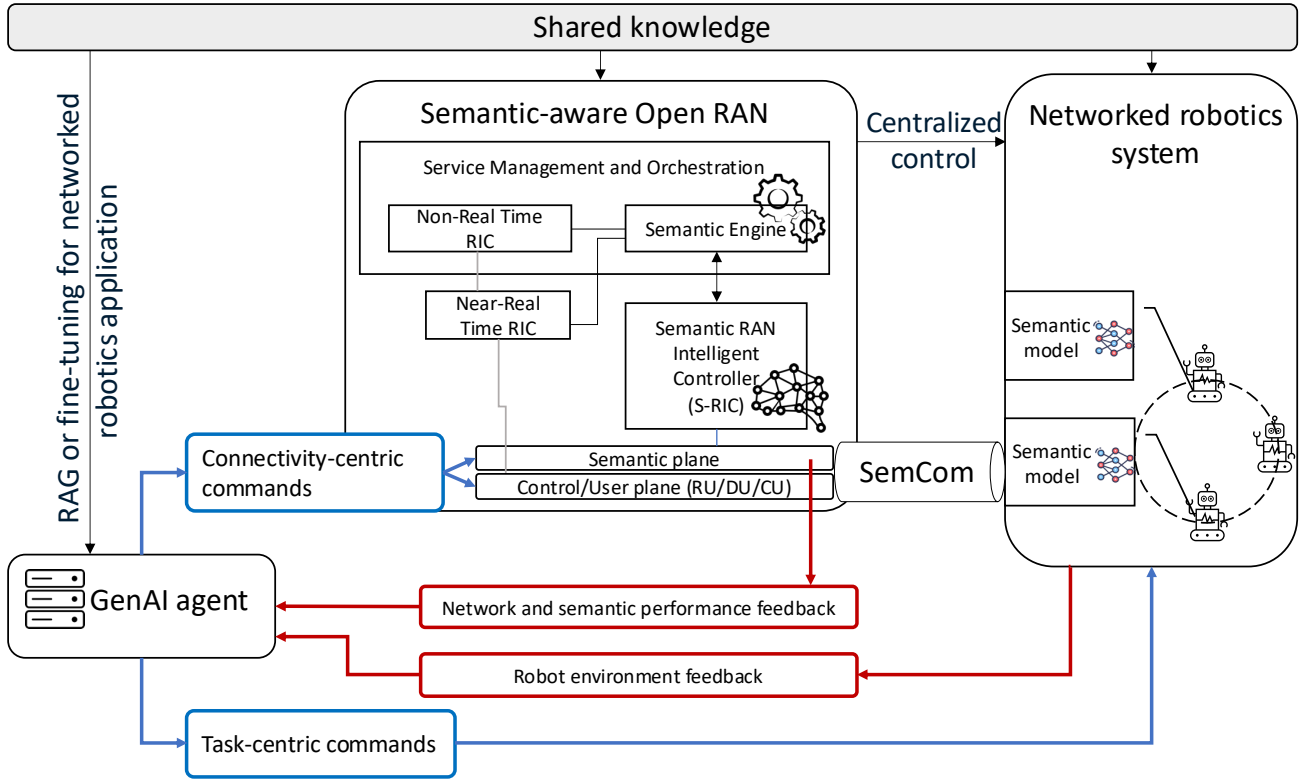 Shared knowledge
RAG or fine-tuning for networked
robotics application
Semantic-aware Open RAN
Service Management and Orchestration
Non-Real Time
RIC
Semantic Engine
Near-Real
Time RIC
Semantic RAN
Intelligent
Controller
(S-RIC)
Centralized
control
Networked robotics
system
Semantic
model
Semantic
model
Connectivity-centric
commands
Semantic plane
Control/User plane (RU/DU/CU)
SemCom
GenAI agent
Network and semantic performance feedback
Robot environment feedback
Task-centric commands